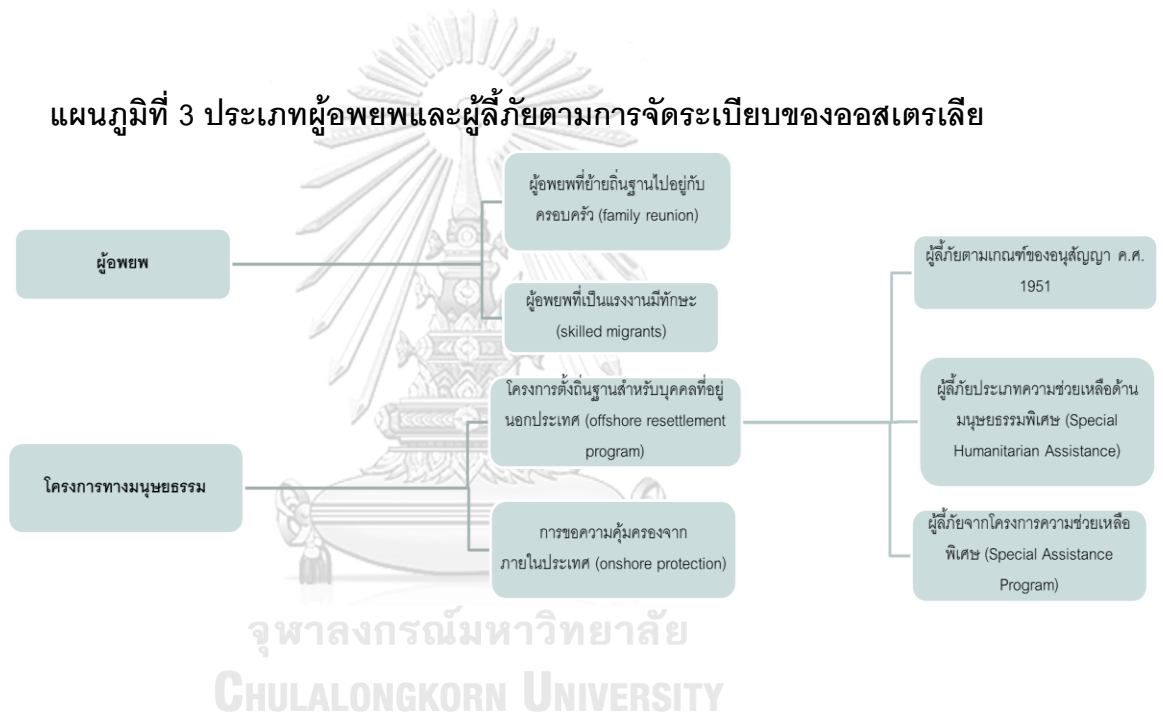 แผนภูมิที่ 3 ประเภทผู้อพยพและผู้ลี้ภัยตามการจัดระเบียบของออสเตรเลีย
ผู้อพยพ
ผู้อพยพที่ย้ายถิ่นฐานไปอยู่กับ
ครอบครัว (family reunion)
ผู้อพยพที่เป็นแรงงานมีทักษะ
(skilled migrants)
โครงการทางมนุษยธรรม
โครงการตั้งถิ่นฐานสำหรับบุคคลที่อยู่
นอกประเทศ (offshore resettlement
program)
การขอความคุ้มครองจาก
ภายในประเทศ (onshore protection)
ผู้ลี้ภัยตามเกณฑ์ของอนุสัญญา ค.ศ.
1951
ผู้ลี้ภัยประเภทความช่วยเหลือด้าน
มนุษยธรรมพิเศษ (Special
Humanitarian Assistance)
ผู้ลี้ภัยจากโครงการความช่วยเหลือ
พิเศษ (Special Assistance
Program)
จุฬาลงกรณ์มหาวิทยาลัย
CHULALONGKORN UNIVERSITY